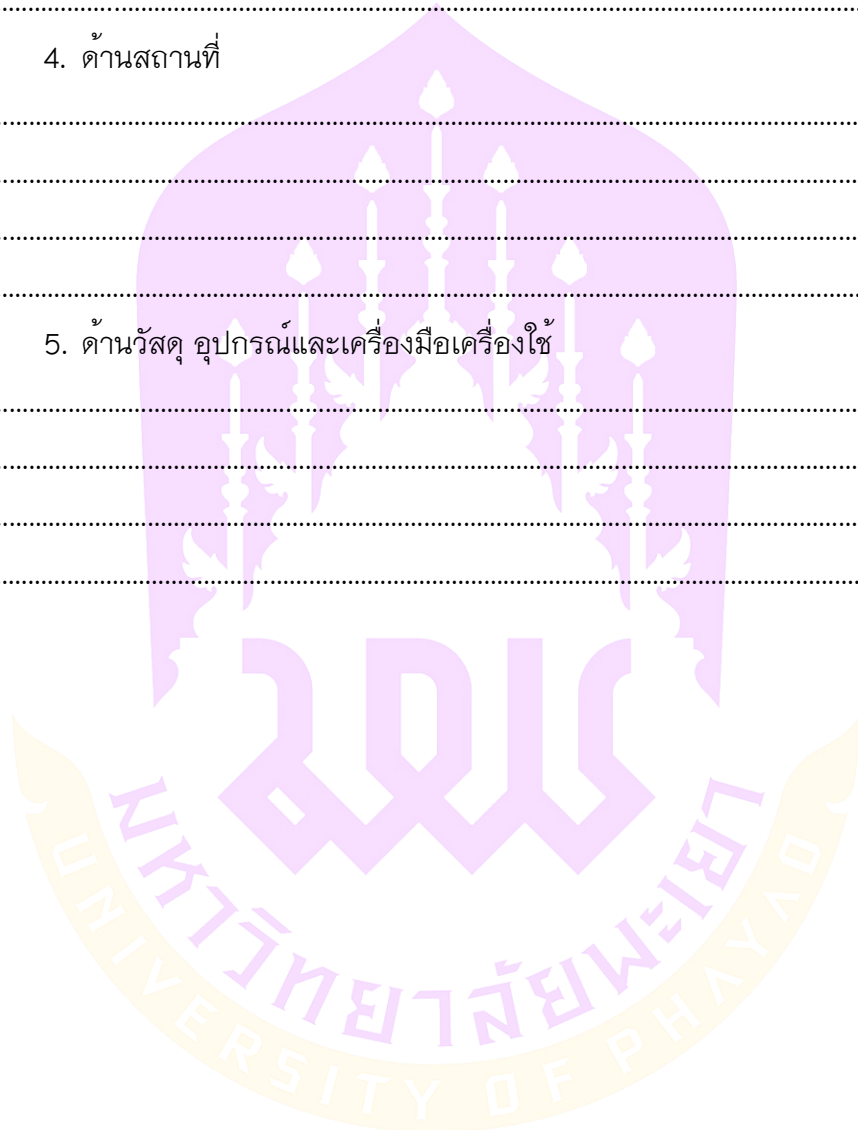 4. ด้านสถานที่
5. ด้านวัสดุ อุปกรณ์และเครื่องมือเครื่องใช้
มหาวิทยาลัยพะเยา
UNIVERSITY OF PHAYAO